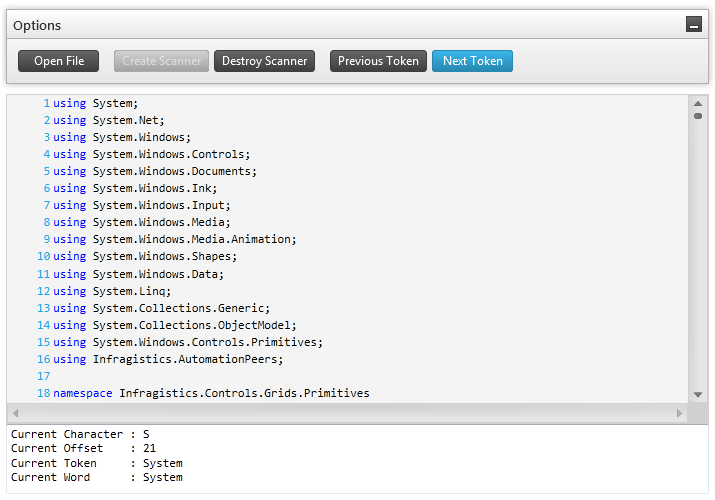 Options
Open File Create Scanner Destroy Scanner Previous Token Next Token
1 using System;
2 using System.Net;
3 using System.Windows;
4 using System.Windows.Controls;
5 using System.Windows.Documents;
6 using System.Windows.Ink;
7 using System.Windows.Input;
8 using System.Windows.Media;
9 using System.Windows.Media.Animation;
10 using System.Windows.Shapes;
11 using System.Windows.Data;
12 using System.Linq;
13 using System.Collections.Generic;
14 using System.Collections.ObjectModel;
15 using System.Windows.Controls.Primitives;
16 using Infragistics.AutomationPeers;
17
18 namespace Infragistics.Controls.Grids.Primitives
Current Character : S
Current Offset    : 21
Current Token     : System
Current Word      : System